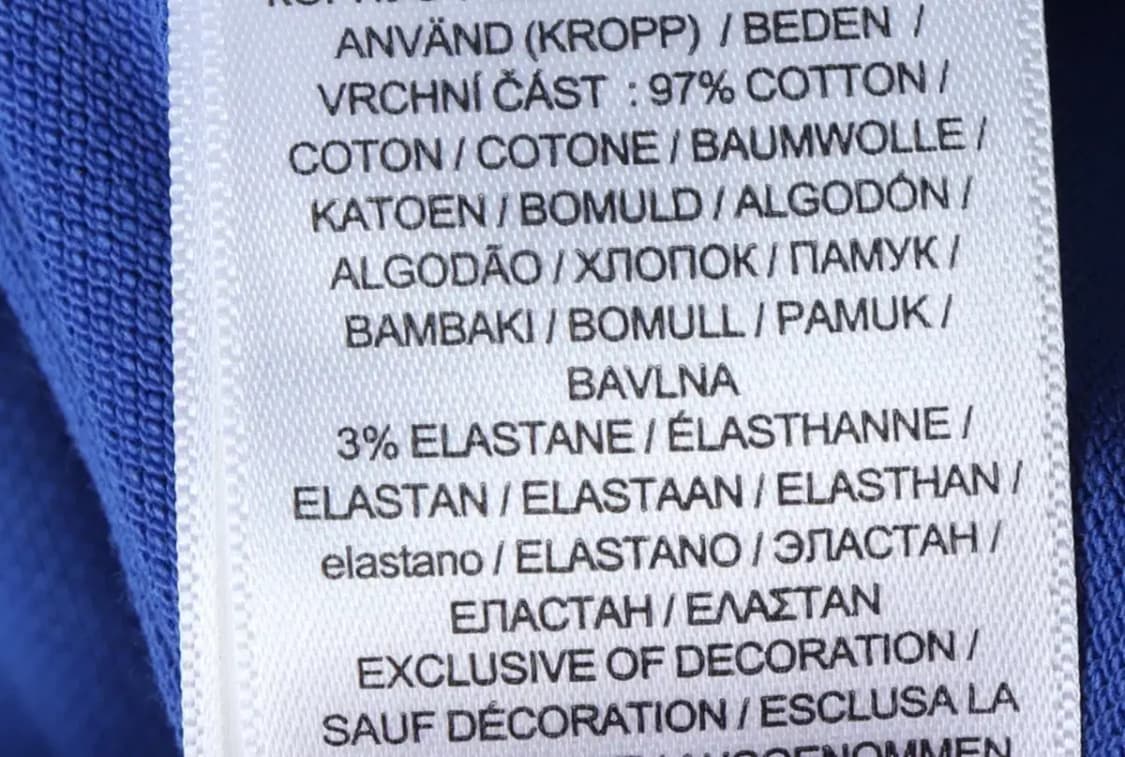 ANVÄND (KROPP) / BEDEN /
VRCHNÍ ČÁST : 97% COTTON /
COTON / COTONE / BAUMWOLLE /
KATOEN / BOMULD / ALGODÓN /
ALGODÃO / ХЛОПОК / ПАМУК /
BAMBAKI / BOMULL / PAMUK /
BAVLNA
3% ELASTANE / ÉLASTHANNE /
ELASTAN / ELASTAAN / ELASTHAN /
elastano / ELASTANO / ЭЛАСТАН /
ЕПАСТАН / ΕΛΑΣΤΑΝ
EXCLUSIVE OF DECORATION /
SAUF DÉCORATION / ESCLUSA LA